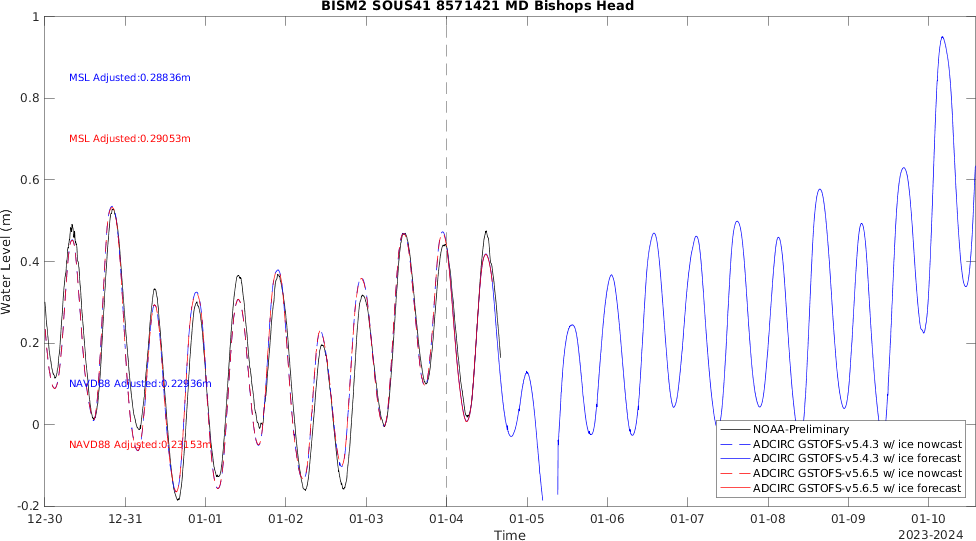 BISM2 SOUS41 8571421 MD Bishops Head
1
0.8
0.6
0.4
0.2
0
-0.2
Water Level (m)
MSL Adjusted:0.28836m
MSL Adjusted:0.29053m
NAVD88 Adjusted:0.22936m
NAVD88 Adjusted:0.23153m
NOAA-Preliminary
ADCIRC GSTOFS-v5.4.3 w/ ice nowcast
ADCIRC GSTOFS-v5.4.3 w/ ice forecast
ADCIRC GSTOFS-v5.6.5 w/ ice nowcast
ADCIRC GSTOFS-v5.6.5 w/ ice forecast
12-30 12-31 01-01 01-02 01-03 01-04 01-05 01-06 01-07 01-08 01-09 01-10
Time
2023-2024